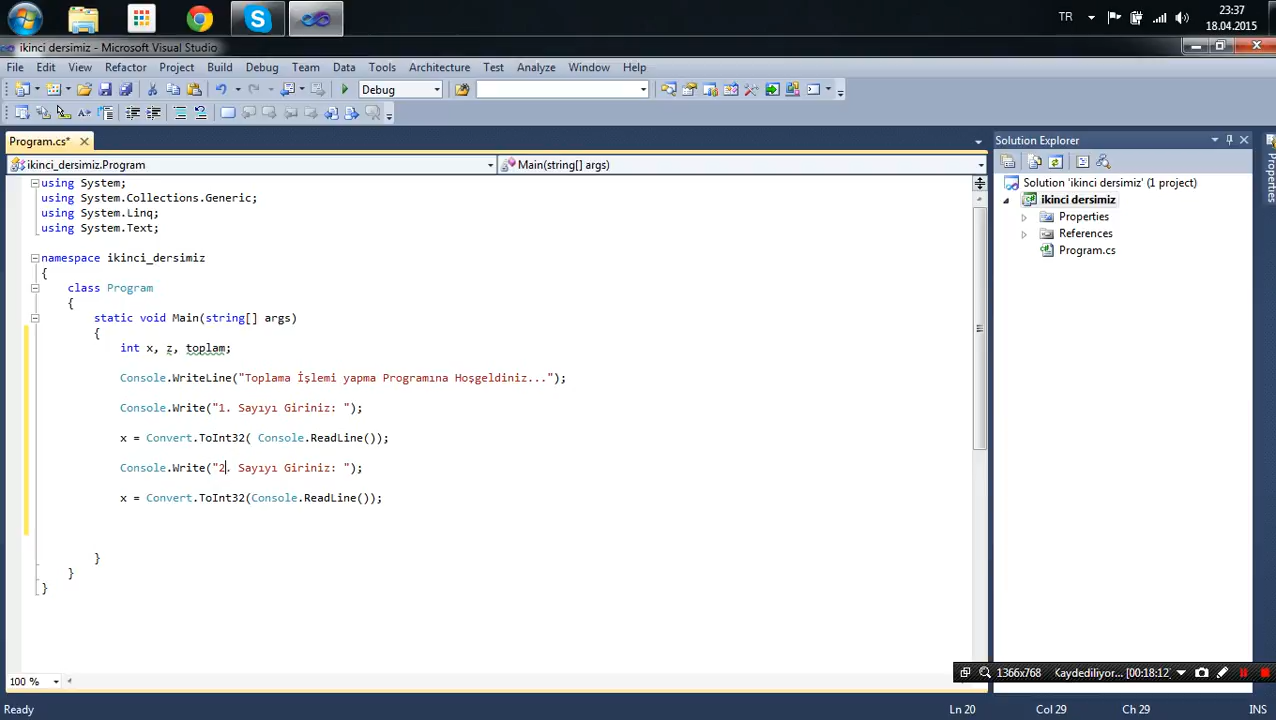 TR
23:37
18.04.2015
ikinci dersimiz - Microsoft Visual Studio
File Edit View Refactor Project Build Debug Team Data Tools Architecture Test Analyze Window Help
Debug
Program.cs*
ikinci_dersimiz.Program
Main(string[] args)
using System;
using System.Collections.Generic;
using System.Linq;
using System.Text;
namespace ikinci_dersimiz
{
class Program
{
static void Main(string[] args)
{
int x, z, toplam;
Console.WriteLine("Toplama İşlemi yapma Programına Hoşgeldiniz...");
Console.Write("1. Sayıyı Giriniz: ");
x = Convert.ToInt32( Console.ReadLine());
Console.Write("2. Sayıyı Giriniz: ");
x = Convert.ToInt32(Console.ReadLine());
}
}
}
Solution Explorer
Solution 'ikinci dersimiz' (1 project)
ikinci dersimiz
Properties
References
Program.cs
Properties
100 %
1366x768 Kaydediliyor... [00:18:12]
Ready Ln 20 Col 29 Ch 29 INS